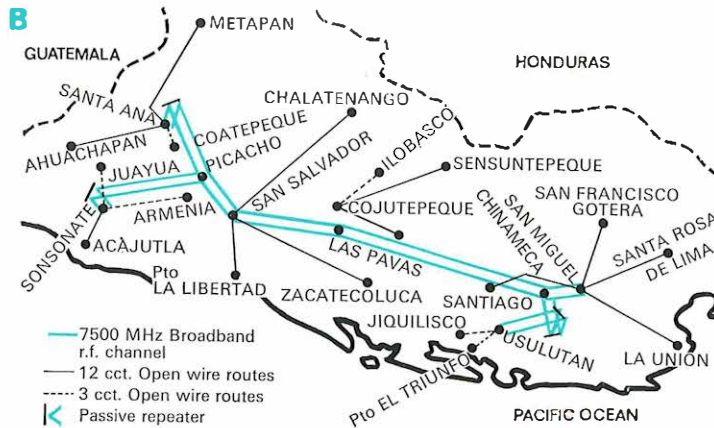 B
METAPAN
GUATEMALA
HONDURAS
SANTA ANA
CHALATENANGO
COATEPEQUE
ILOBASCO
AHUACHAPAN
JUAYUA
PICACHO
SAN SALVADOR
SENSUNTEPEQUE
SAN FRANCISCO
GOTERA
SONSONATE
ARMENIA
COJUTEPEQUE
CHINAMECA
SAN MIGUEL
SANTA ROSA
DE LIMA
ACÀJUTLA
LAS PAVAS
Pto
LA LIBERTAD
ZACATECOLUCA
SANTIAGO
JIQUILISCO
USULUTAN
LA UNION
Pto EL TRIUNFO
PACIFIC OCEAN
7500 MHz Broadband
r.f. channel
12 cct. Open wire routes
3 cct. Open wire routes
Passive repeater